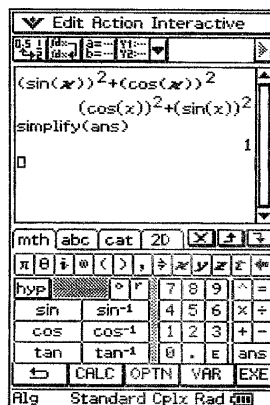 Edit Action Interactive
(sin(x))²+(cos(x))²
(cos(x))²+(sin(x))²
simplify(ans)
1
mth abc cat 2D
π θ i ∞ ( ) , x y z
hyp ° r 7 8 9 ^ =
sin sin⁻¹ 4 5 6 × ÷
cos cos⁻¹ 1 2 3 + −
tan tan⁻¹ 0 . E ans
CALC OPTN VAR EXE
Alg Standard Cplx Rad